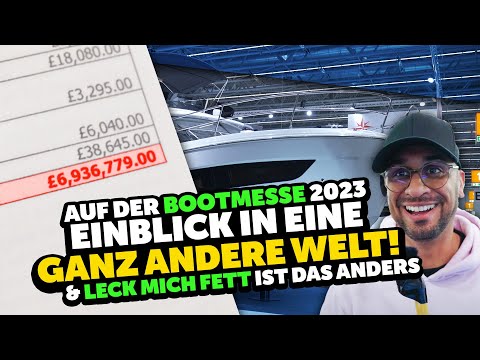 £18,080.00
£3,295.00
£6,040.00
£38,645.00
£6,936,779.00
AUF DER BOOTMESSE 2023
EINBLICK IN EINE
GANZ ANDERE WELT!
& LECK MICH FETT IST DAS ANDERS